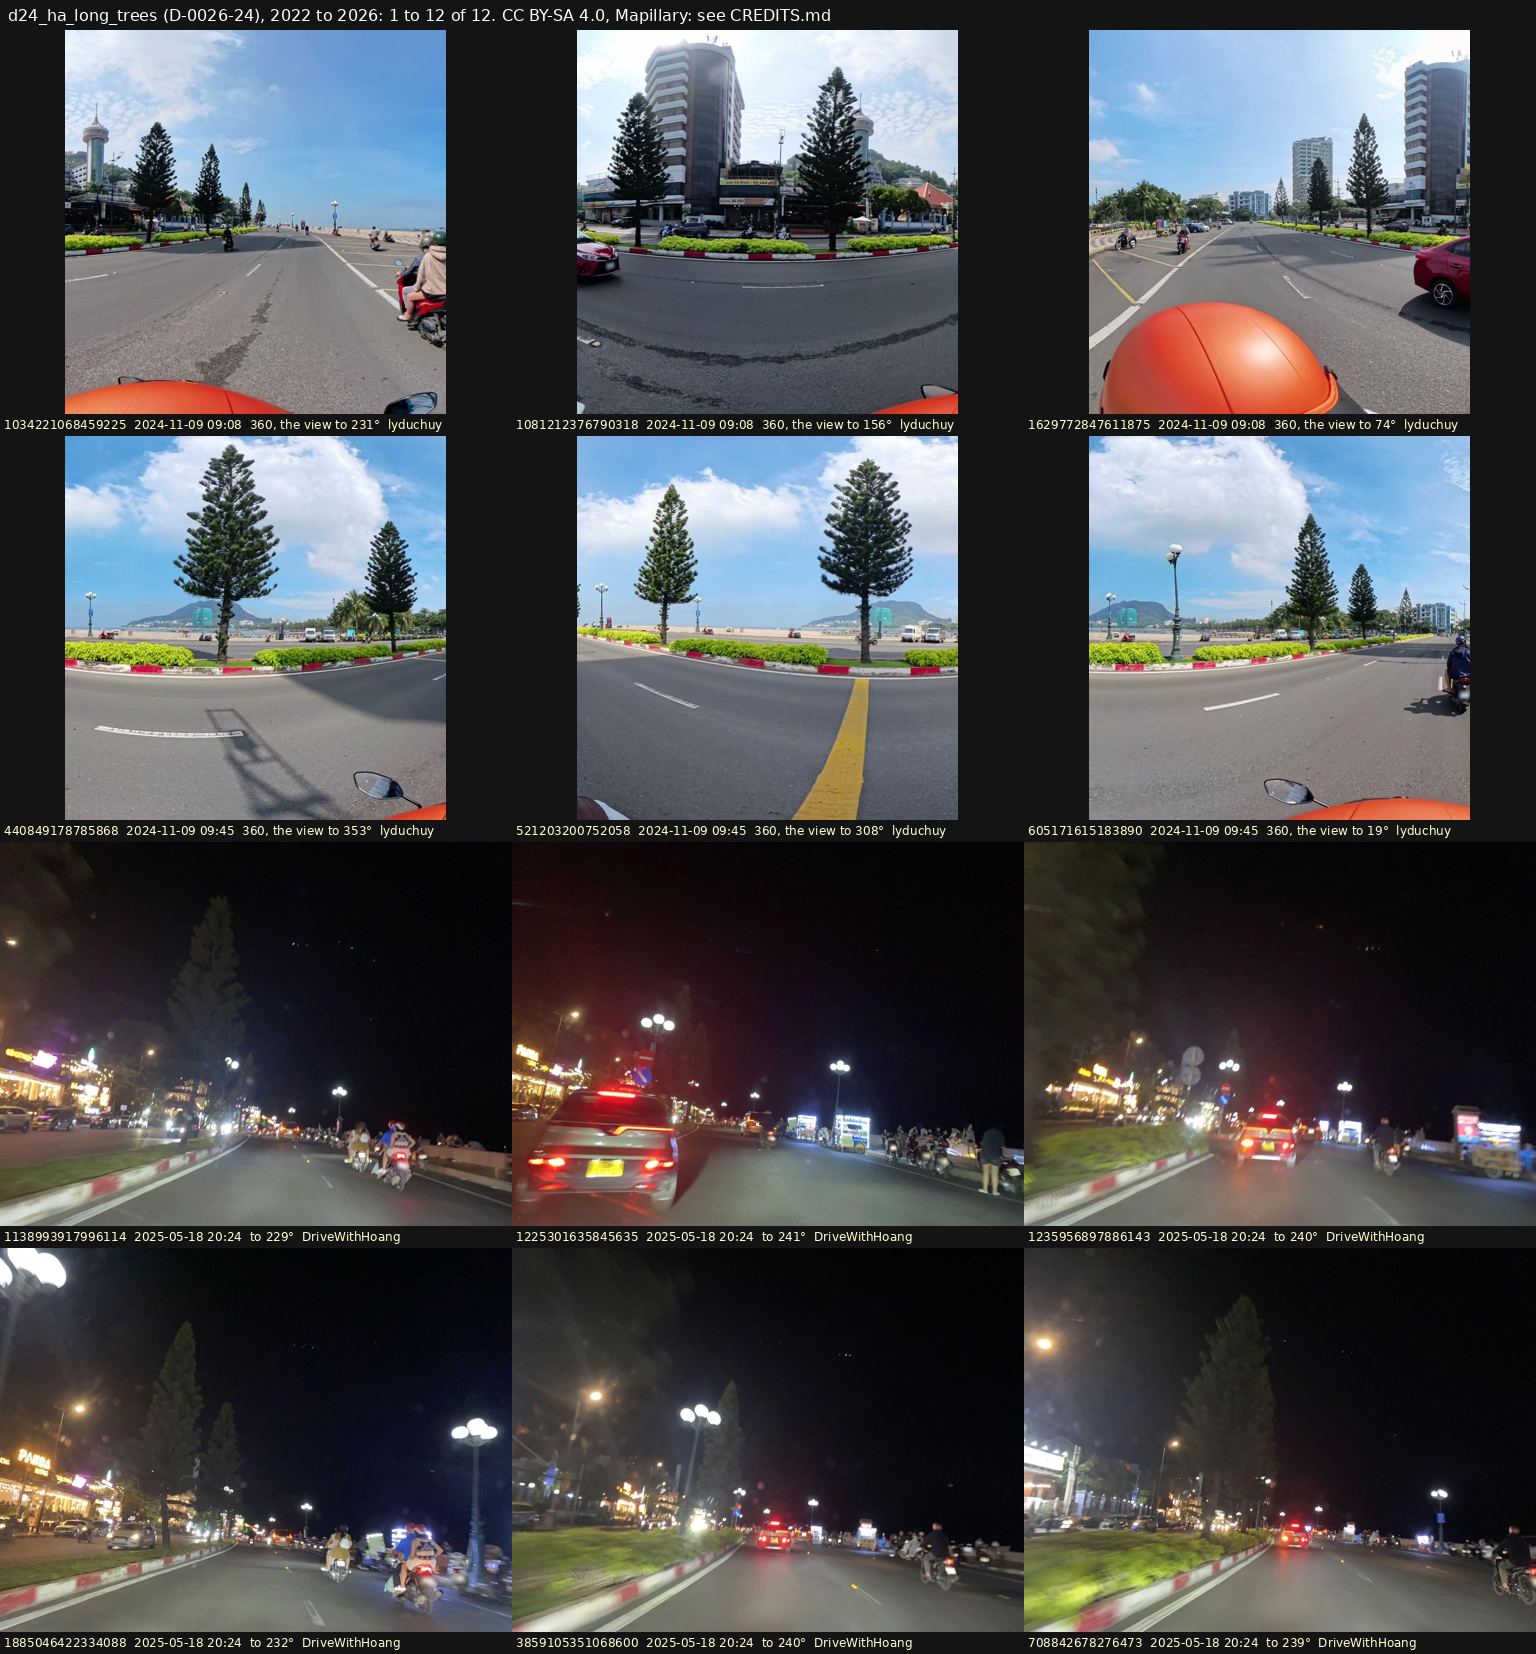 d24_ha_long_trees (D-0026-24), 2022 to 2026: 1 to 12 of 12. CC BY-SA 4.0, Mapillary: see CREDITS.md
1034221068459225 2024-11-09 09:08 360, the view to 231° lyduchuy
1081212376790318 2024-11-09 09:08 360, the view to 156° lyduchuy
1629772847611875 2024-11-09 09:08 360, the view to 74° lyduchuy
440849178785868 2024-11-09 09:45 360, the view to 353° lyduchuy
521203200752058 2024-11-09 09:45 360, the view to 308° lyduchuy
605171615183890 2024-11-09 09:45 360, the view to 19° lyduchuy
1138993917996114 2025-05-18 20:24 to 229° DriveWithHoang
1225301635845635 2025-05-18 20:24 to 241° DriveWithHoang
1235956897886143 2025-05-18 20:24 to 240° DriveWithHoang
PANDA
1885046422334088 2025-05-18 20:24 to 232° DriveWithHoang
3859105351068600 2025-05-18 20:24 to 240° DriveWithHoang
708842678276473 2025-05-18 20:24 to 239° DriveWithHoang